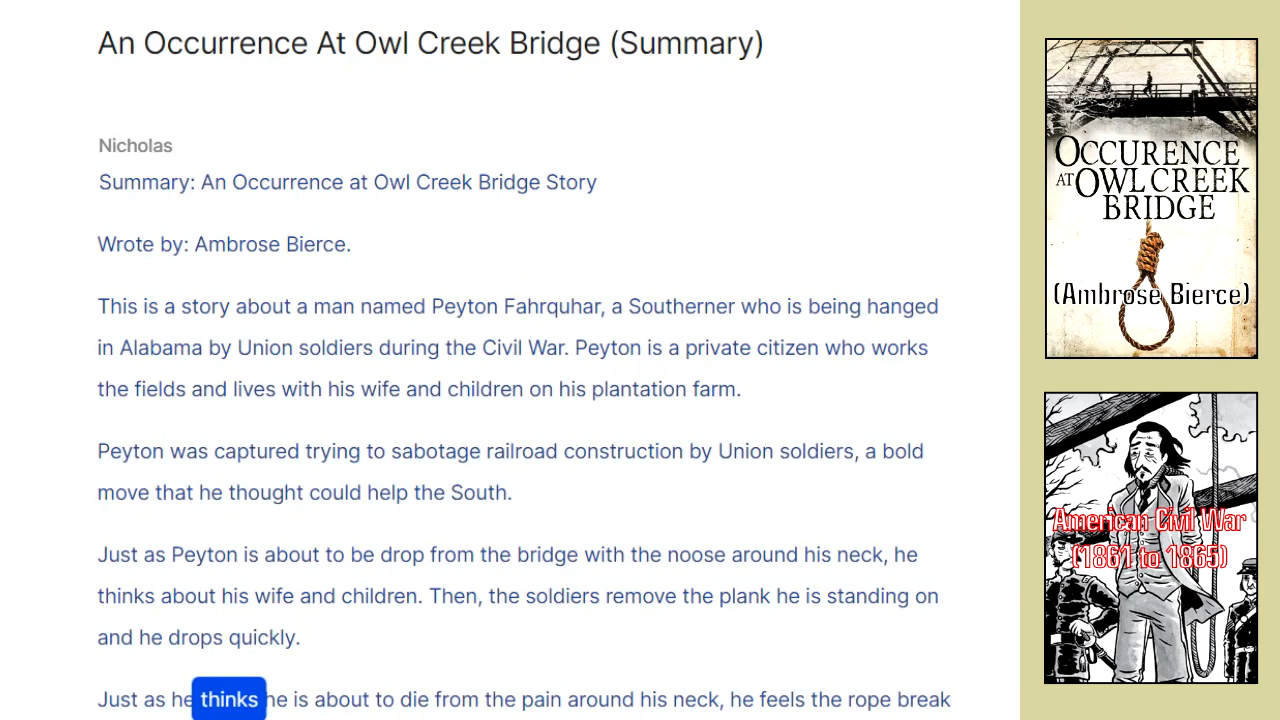 An Occurrence At Owl Creek Bridge (Summary)
Nicholas
Summary: An Occurrence at Owl Creek Bridge Story
Wrote by: Ambrose Bierce.
This is a story about a man named Peyton Fahrquhar, a Southerner who is being hanged
in Alabama by Union soldiers during the Civil War. Peyton is a private citizen who works
the fields and lives with his wife and children on his plantation farm.
Peyton was captured trying to sabotage railroad construction by Union soldiers, a bold
move that he thought could help the South.
Just as Peyton is about to be drop from the bridge with the noose around his neck, he
thinks about his wife and children. Then, the soldiers remove the plank he is standing on
and he drops quickly.
Just as he thinks he is about to die from the pain around his neck, he feels the rope break
OCCURENCE
AT OWL CREEK
BRIDGE
(Ambrose Bierce)
American Civil War
(1861 to 1865)